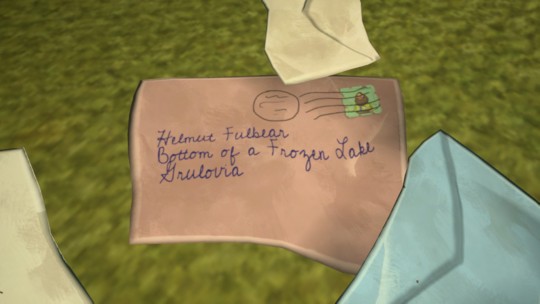 Helmut Fulbear
Bottom of a Frozen Lake
Grulovia